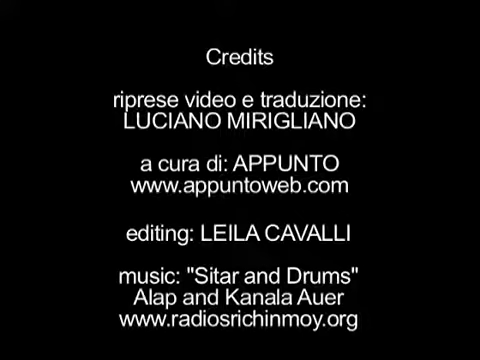 Credits
riprese video e traduzione:
LUCIANO MIRIGLIANO
a cura di: APPUNTO
www.appuntoweb.com
editing: LEILA CAVALLI
music: "Sitar and Drums"
Alap and Kanala Auer
www.radiosrichinmoy.org